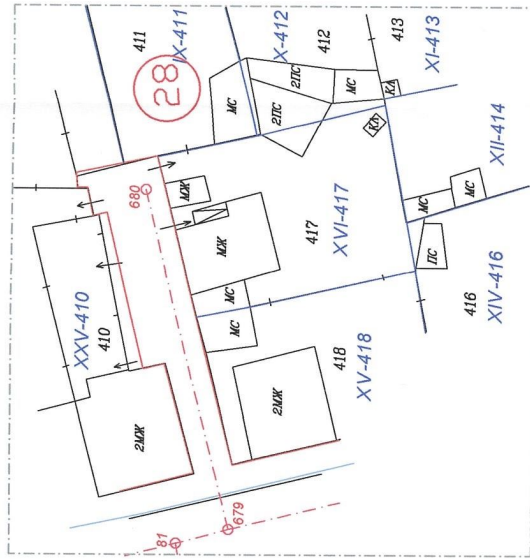 411
IX-411
X-412
412
413
XI-413
28
МС
2ПС
2ПС
МС
КЛ
КЛ
XII-414
МС
МС
680
МЖ
МЖ
417
XVI-417
ПС
416
XIV-416
XXV-410
410
МС
МС
418
XV-418
2МЖ
2МЖ
679
81